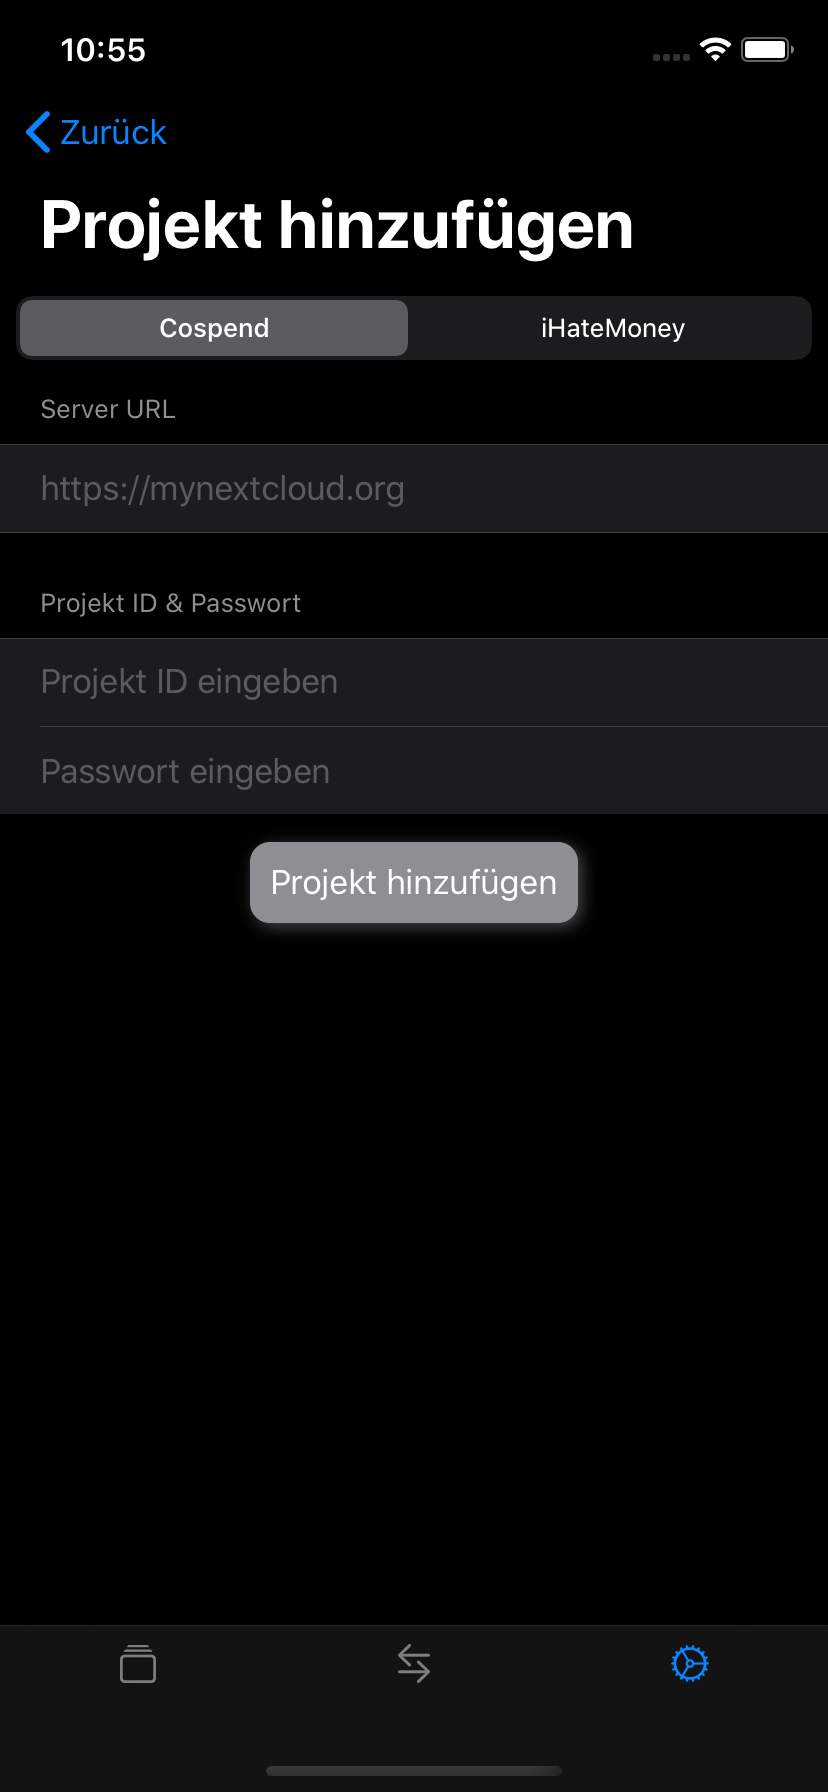 10:55
Zurück
Projekt hinzufügen
Cospend
iHateMoney
Server URL
https://mynextcloud.org
Projekt ID & Passwort
Projekt ID eingeben
Passwort eingeben
Projekt hinzufügen